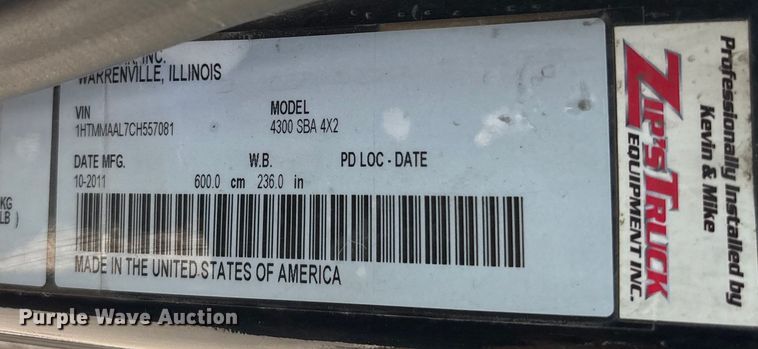 INC.
WARRENVILLE, ILLINOIS
VIN
1HTMMAAL7CH557081
MODEL
4300 SBA 4X2
DATE MFG.
10-2011
W.B.
600.0 cm 236.0 in
PD LOC - DATE
KG
LB )
MADE IN THE UNITED STATES OF AMERICA
ZIP'S TRUCK
EQUIPMENT INC.
Professionally Installed by
Kevin & Mike
Purple Wave Auction